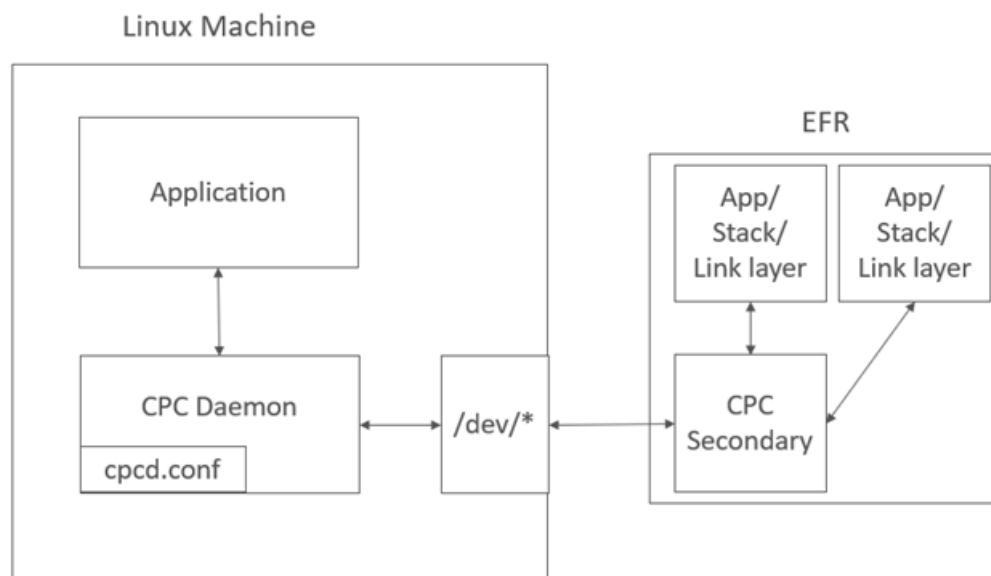 Linux Machine
Application
CPC Daemon
cpcd.conf
/dev/*
EFR
App/
Stack/
Link layer
App/
Stack/
Link layer
CPC
Secondary